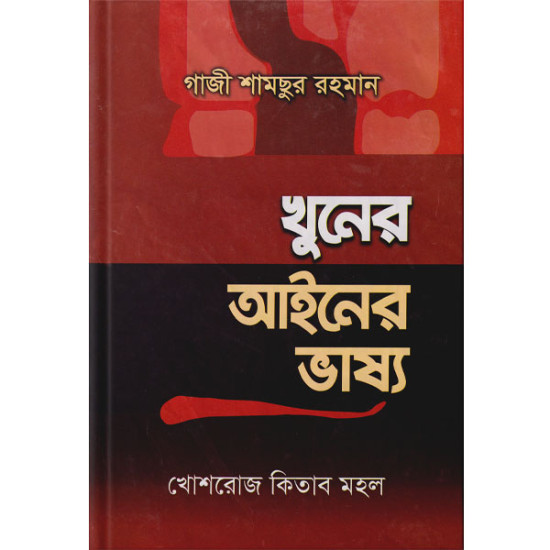 গাজী শামছুর রহমান
খুনের
আইনের
ভাষ্য
খোশরোজ কিতাব মহল